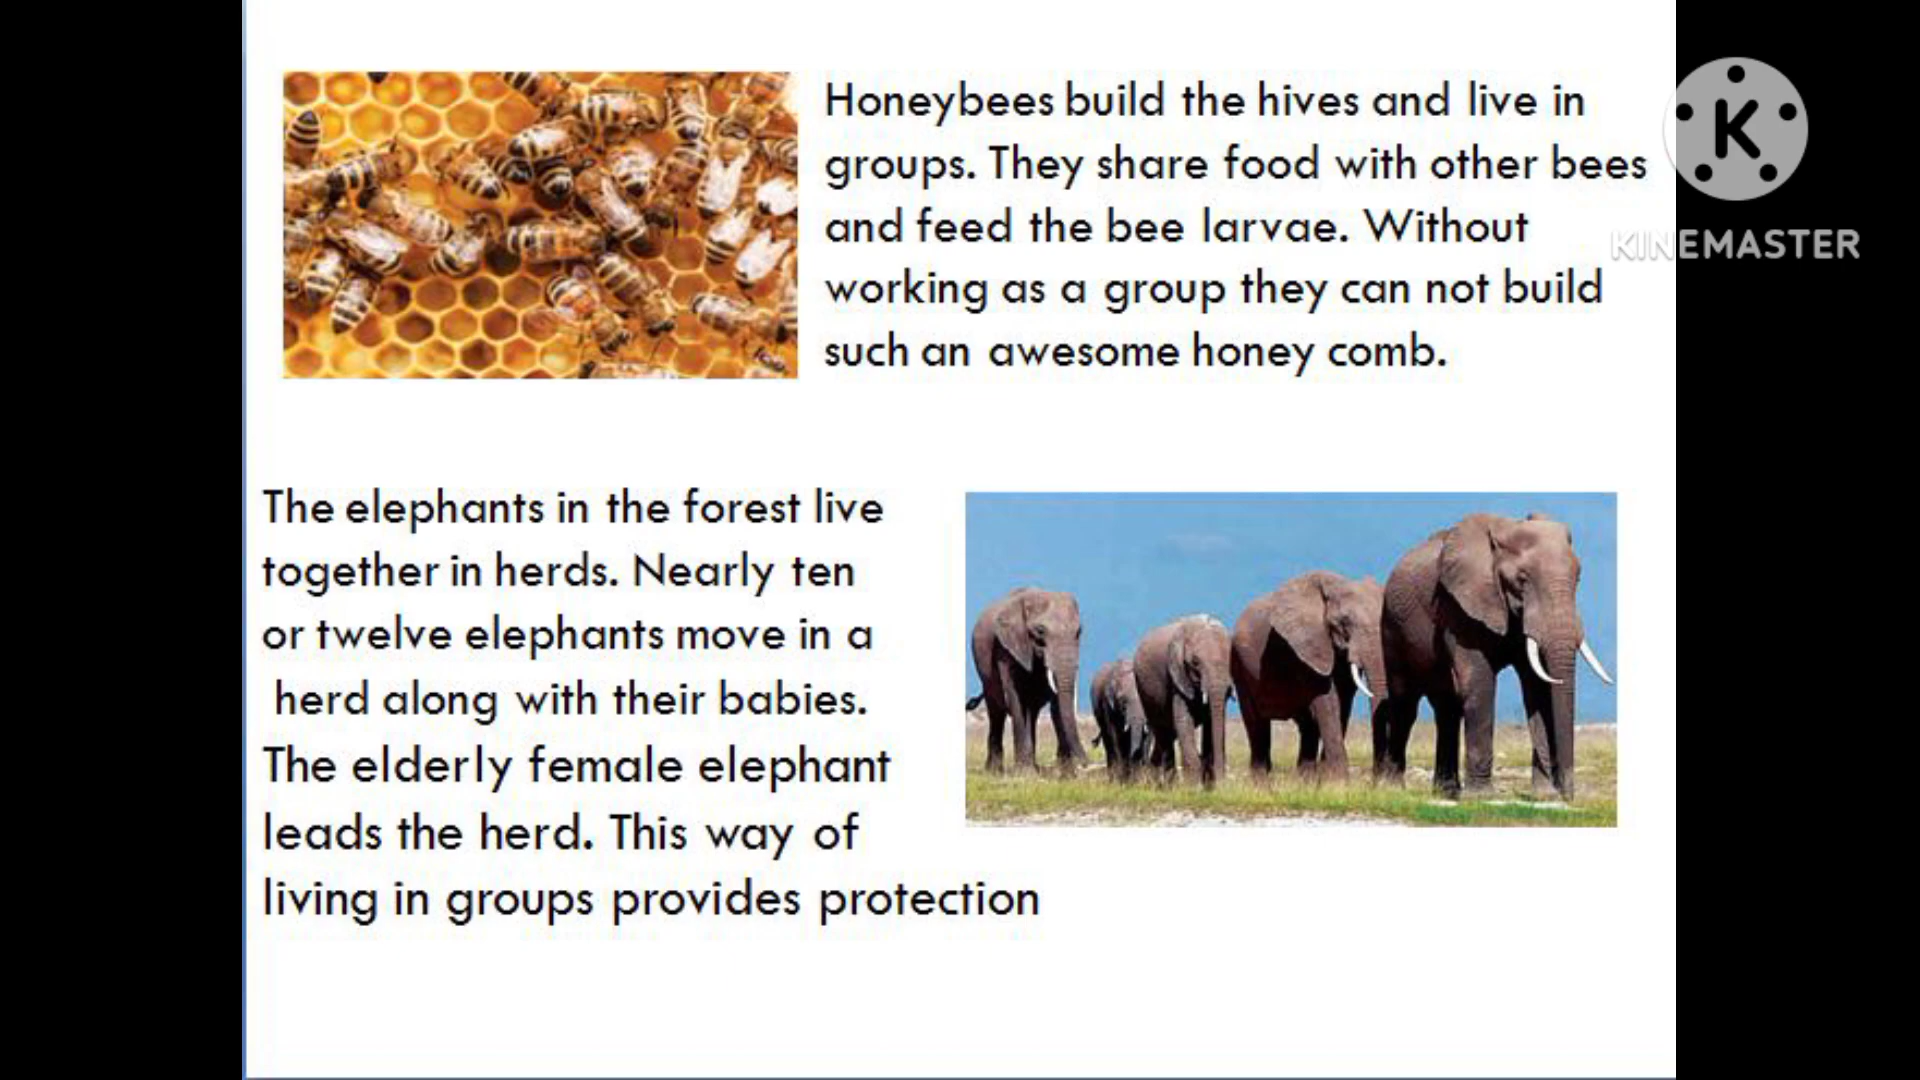 Honeybees build the hives and live in
groups. They share food with other bees
and feed the bee larvae. Without
working as a group they can not build
such an awesome honey comb.
K
KINEMASTER
The elephants in the forest live
together in herds. Nearly ten
or twelve elephants move in a
herd along with their babies.
The elderly female elephant
leads the herd. This way of
living in groups provides protection